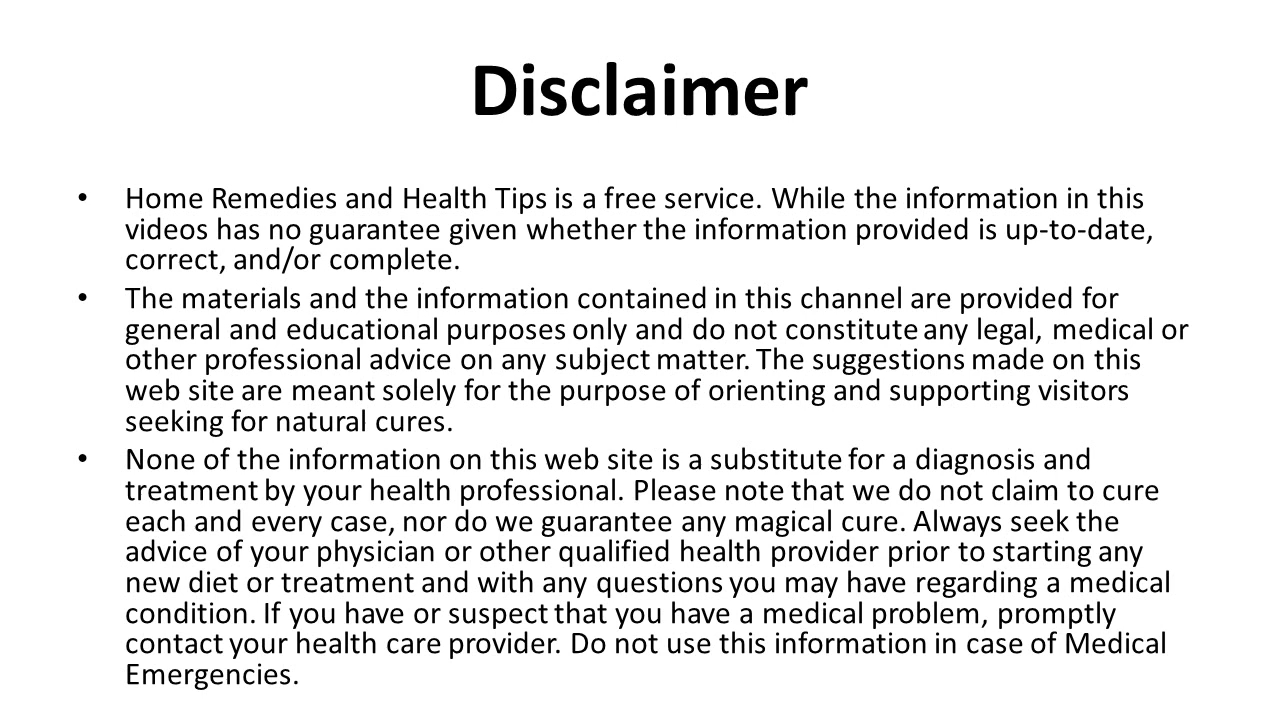 Disclaimer
• Home Remedies and Health Tips is a free service. While the information in this
videos has no guarantee given whether the information provided is up-to-date,
correct, and/or complete.
• The materials and the information contained in this channel are provided for
general and educational purposes only and do not constitute any legal, medical or
other professional advice on any subject matter. The suggestions made on this
web site are meant solely for the purpose of orienting and supporting visitors
seeking for natural cures.
• None of the information on this web site is a substitute for a diagnosis and
treatment by your health professional. Please note that we do not claim to cure
each and every case, nor do we guarantee any magical cure. Always seek the
advice of your physician or other qualified health provider prior to starting any
new diet or treatment and with any questions you may have regarding a medical
condition. If you have or suspect that you have a medical problem, promptly
contact your health care provider. Do not use this information in case of Medical
Emergencies.